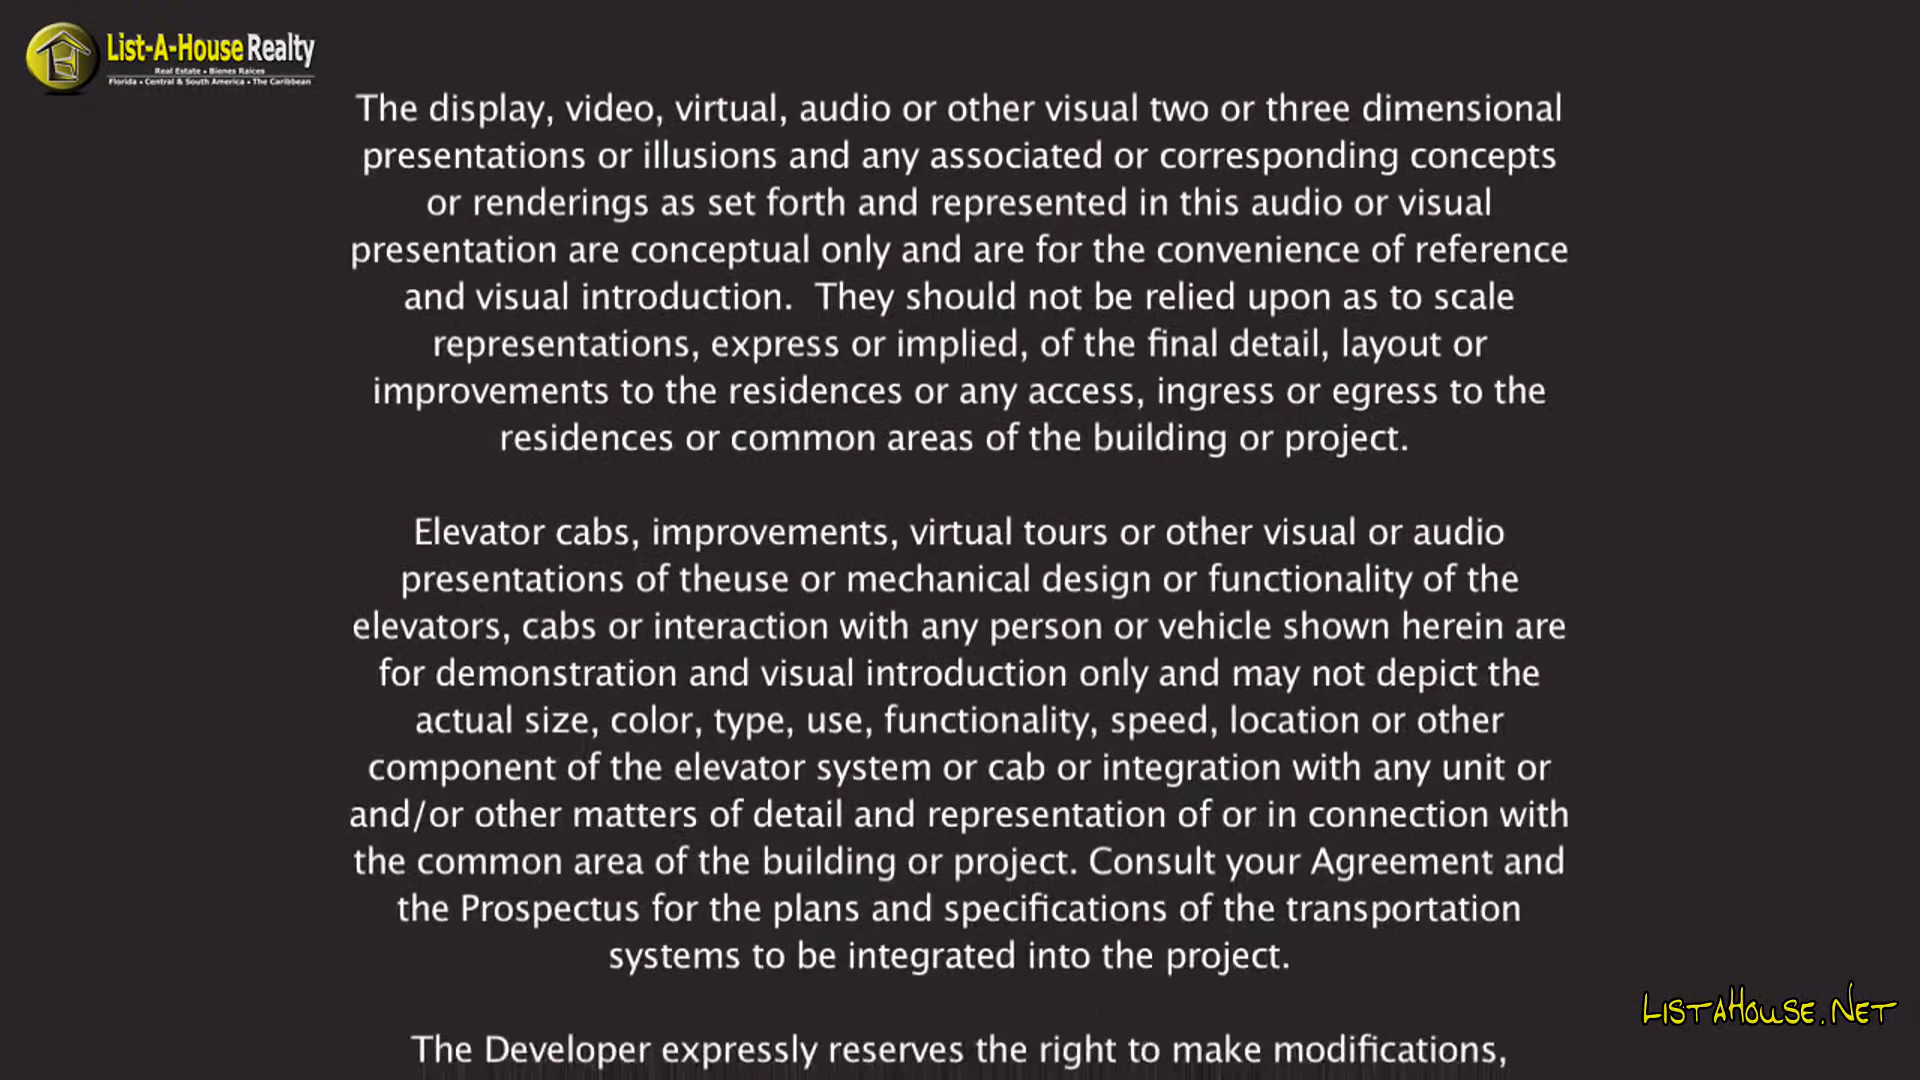 List-A-House Realty
Real Estate • Bienes Raices
Florida • Central & South America • The Caribbean
The display, video, virtual, audio or other visual two or three dimensional
presentations or illusions and any associated or corresponding concepts
or renderings as set forth and represented in this audio or visual
presentation are conceptual only and are for the convenience of reference
and visual introduction.  They should not be relied upon as to scale
representations, express or implied, of the final detail, layout or
improvements to the residences or any access, ingress or egress to the
residences or common areas of the building or project.
Elevator cabs, improvements, virtual tours or other visual or audio
presentations of theuse or mechanical design or functionality of the
elevators, cabs or interaction with any person or vehicle shown herein are
for demonstration and visual introduction only and may not depict the
actual size, color, type, use, functionality, speed, location or other
component of the elevator system or cab or integration with any unit or
and/or other matters of detail and representation of or in connection with
the common area of the building or project. Consult your Agreement and
the Prospectus for the plans and specifications of the transportation
systems to be integrated into the project.
ListAHouse.Net
The Developer expressly reserves the right to make modifications,